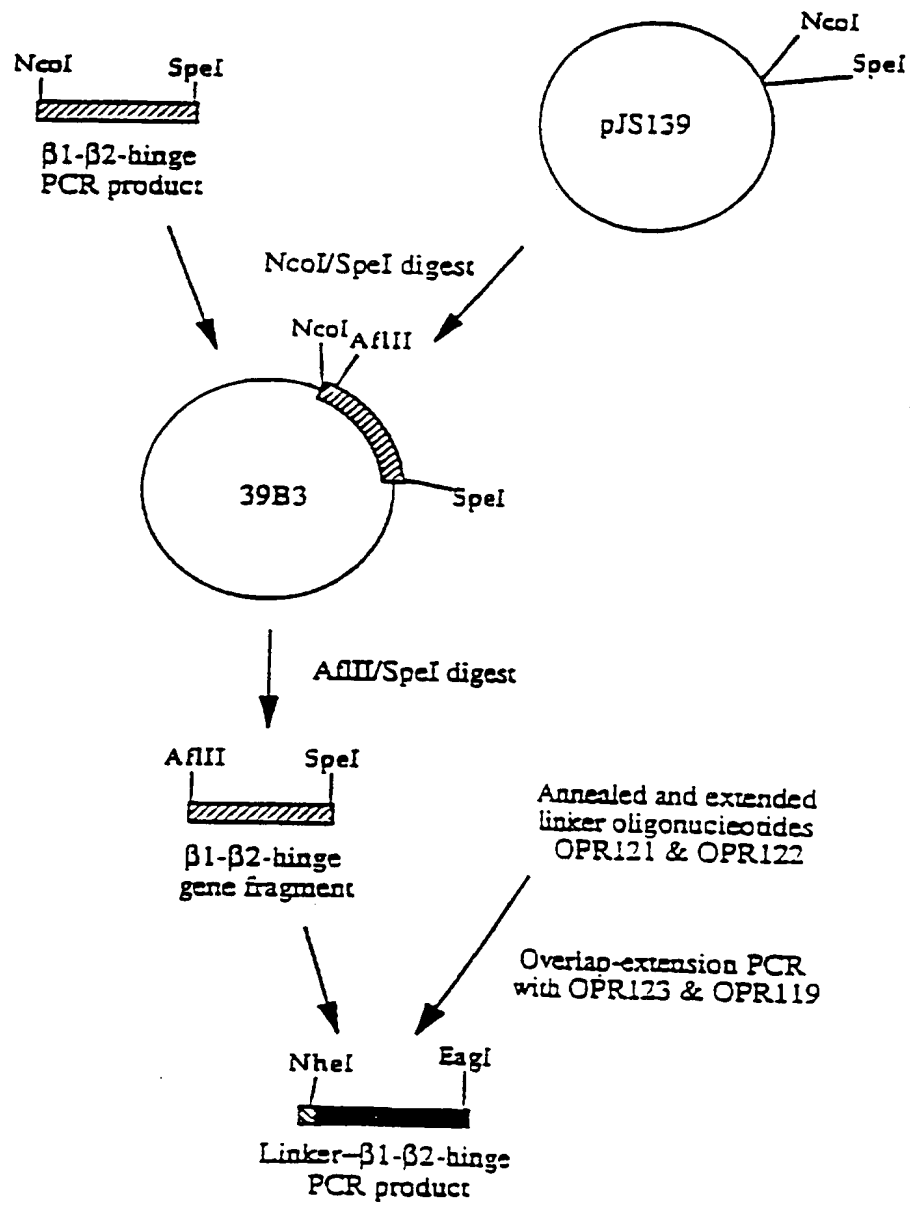 NcoI
SpeI
β1-β2-hinge
PCR product
NcoI
SpeI
pJS139
NcoI/SpeI digest
NcoI
AflII
39B3
SpeI
AflII/SpeI digest
AflII
SpeI
β1-β2-hinge
gene fragment
Annealed and extended
linker oligonucleotides
OPR121 & OPR122
Overlap-extension PCR
with OPR123 & OPR119
NheI
EagI
Linker-β1-β2-hinge
PCR product